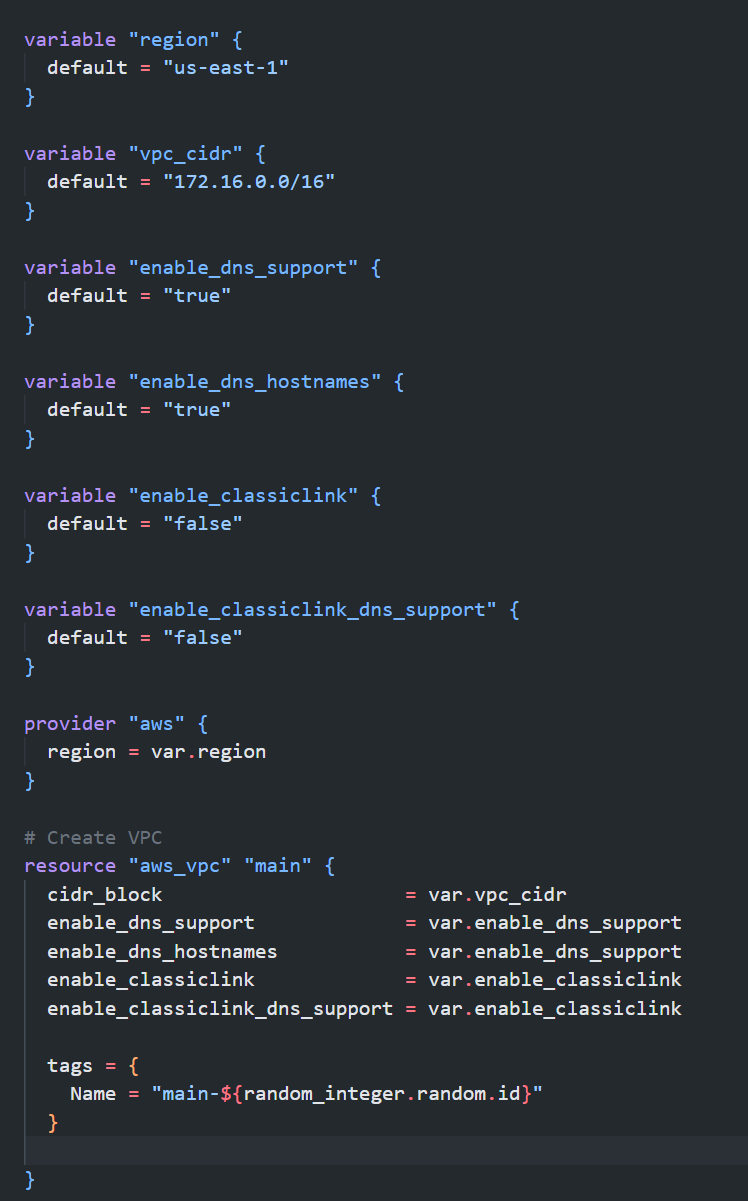 variable "region" {
  default = "us-east-1"
}

variable "vpc_cidr" {
  default = "172.16.0.0/16"
}

variable "enable_dns_support" {
  default = "true"
}

variable "enable_dns_hostnames" {
  default = "true"
}

variable "enable_classiclink" {
  default = "false"
}

variable "enable_classiclink_dns_support" {
  default = "false"
}

provider "aws" {
  region = var.region
}

# Create VPC
resource "aws_vpc" "main" {
  cidr_block                     = var.vpc_cidr
  enable_dns_support             = var.enable_dns_support
  enable_dns_hostnames           = var.enable_dns_support
  enable_classiclink             = var.enable_classiclink
  enable_classiclink_dns_support = var.enable_classiclink

  tags = {
    Name = "main-${random_integer.random.id}"
  }

}